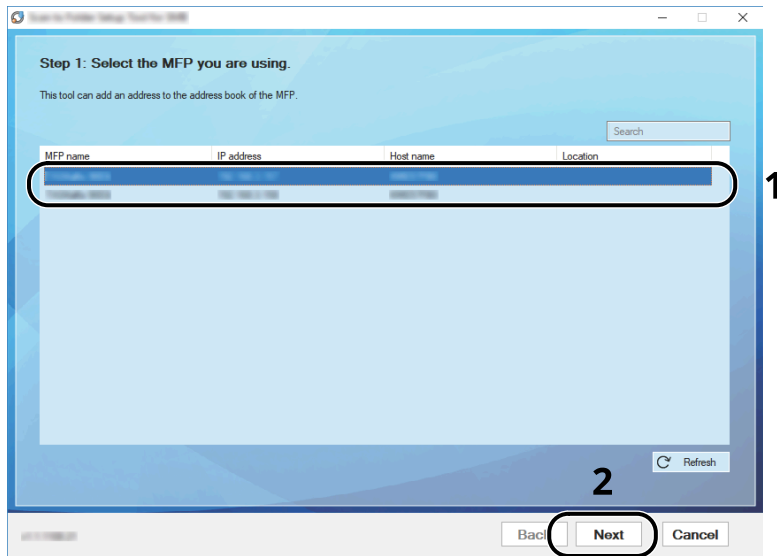 Step 1: Select the MFP you are using.
This tool can add an address to the address book of the MFP.
Search
MFP name IP address Host name Location
1
Refresh
2
Back Next Cancel